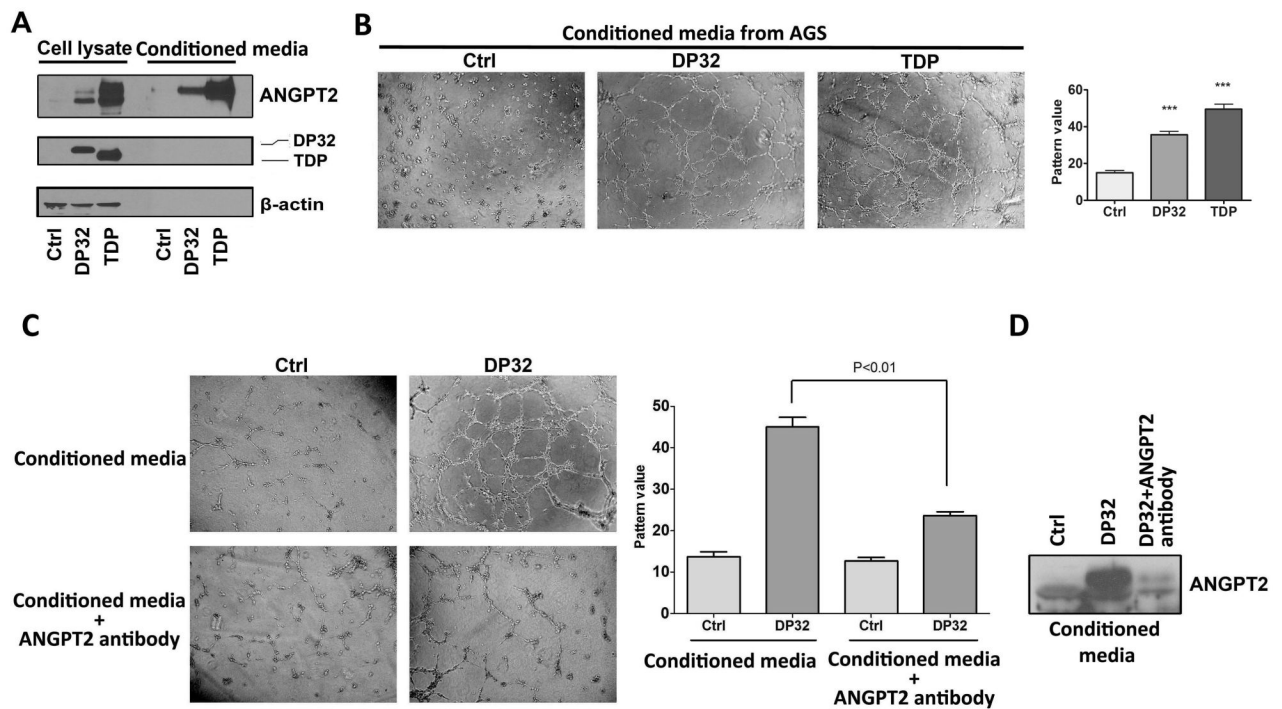 A
Cell lysate Conditioned media
ANGPT2
DP32
TDP
β-actin
Ctrl
DP32
TDP
Ctrl
DP32
TDP
B
Conditioned media from AGS
Ctrl DP32 TDP
60
40
20
0
Pattern value
*** ***
Ctrl DP32 TDP
C
Ctrl DP32
Conditioned media
Conditioned media
+
ANGPT2 antibody
P<0.01
50
40
30
20
10
0
Pattern value
Ctrl DP32 Ctrl DP32
Conditioned media Conditioned media
+
ANGPT2 antibody
D
Ctrl
DP32
DP32+ANGPT2
antibody
ANGPT2
Conditioned
media